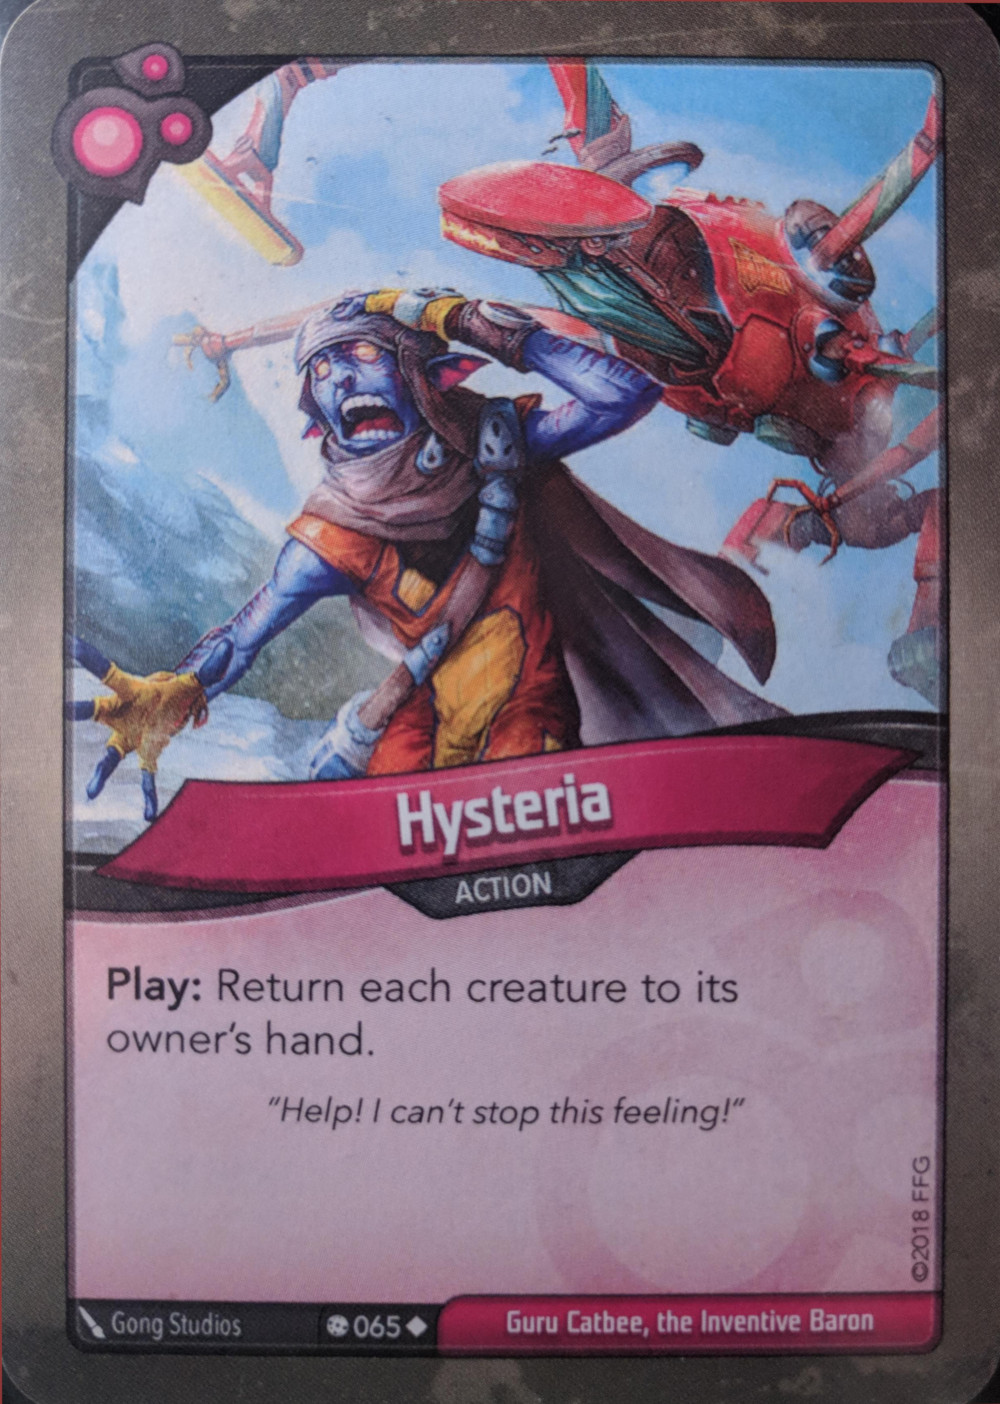 Hysteria
ACTION
Play: Return each creature to its
owner's hand.
"Help! I can't stop this feeling!"
©2018 FFG
Gong Studios
065
Guru Catbee, the Inventive Baron